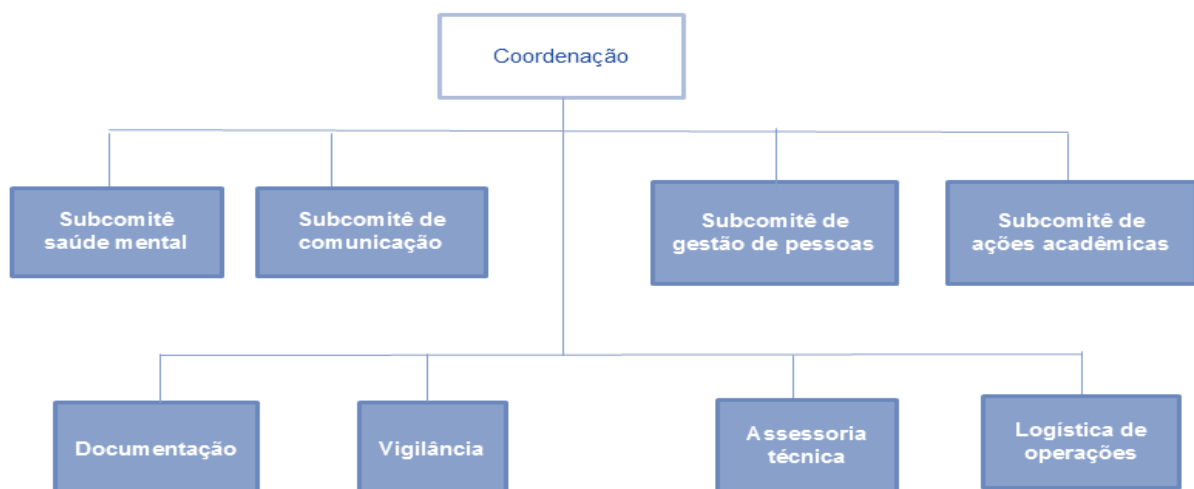 Coordenação
Subcomitê
saúde mental
Subcomitê de
comunicação
Subcomitê de
gestão de pessoas
Subcomitê de
ações acadêmicas
Documentação
Vigilância
Assessoria
técnica
Logística de
operações